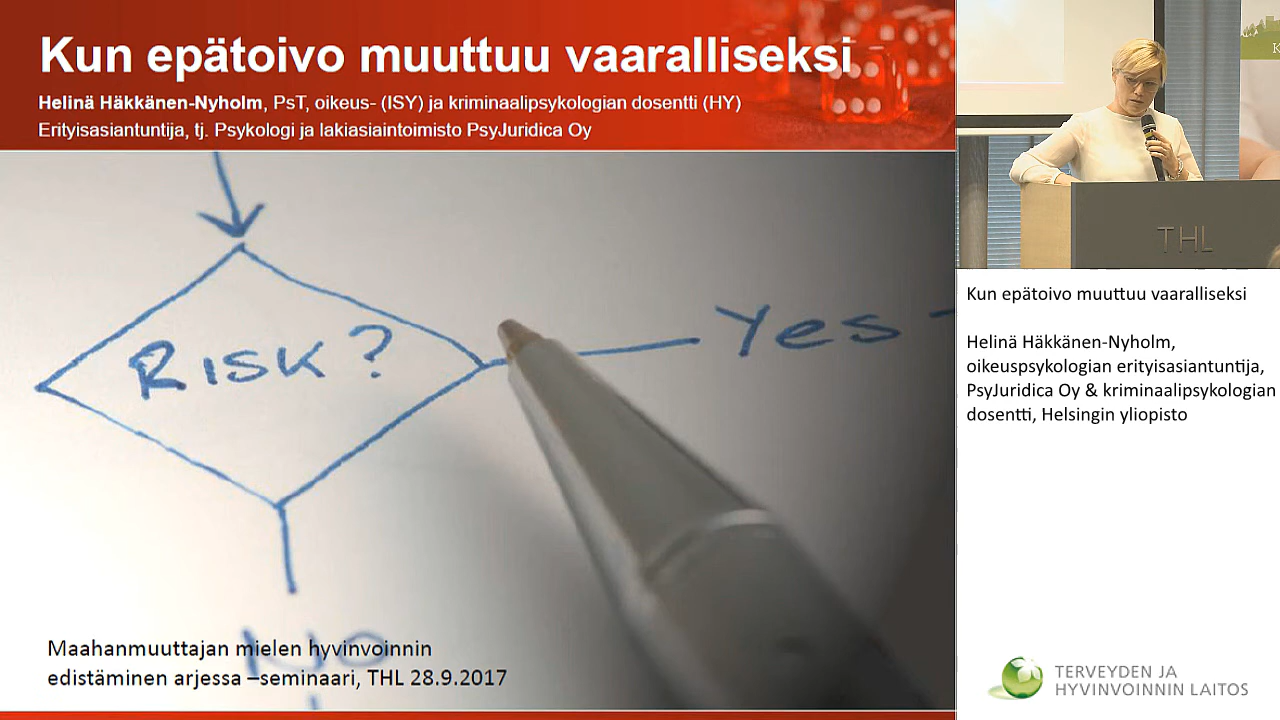 Kun epätoivo muuttuu vaaralliseksi
Helinä Häkkänen-Nyholm, PsT, oikeus- (ISY) ja kriminaalipsykologian dosentti (HY)
Erityisasiantuntija, tj. Psykologi ja lakiasiaintoimisto PsyJuridica Oy
RISK?
Yes
No
Maahanmuuttajan mielen hyvinvoinnin
edistäminen arjessa –seminaari, THL 28.9.2017
K
THL
Kun epätoivo muuttuu vaaralliseksi
Helinä Häkkänen-Nyholm,
oikeuspsykologian erityisasiantuntija,
PsyJuridica Oy & kriminaalipsykologian
dosentti, Helsingin yliopisto
TERVEYDEN JA
HYVINVOINNIN LAITOS